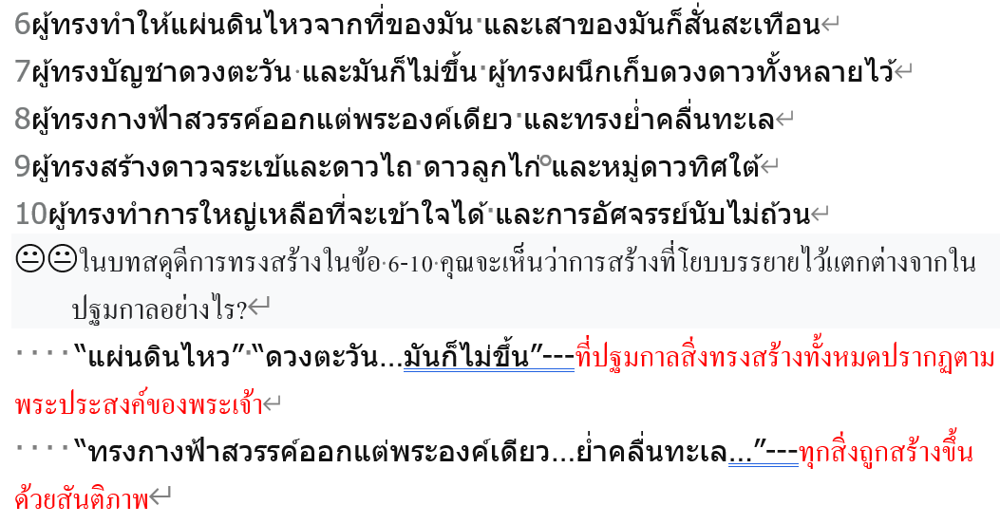 6ผู้ทรงทำให้แผ่นดินไหวจากที่ของมัน และเสาของมันก็สั่นสะเทือน
7ผู้ทรงบัญชาดวงตะวัน และมันก็ไม่ขึ้น ผู้ทรงผนึกเก็บดวงดาวทั้งหลายไว้
8ผู้ทรงกางฟ้าสวรรค์ออกแต่พระองค์เดียว และทรงย่ำคลื่นทะเล
9ผู้ทรงสร้างดาวจระเข้และดาวไถ ดาวลูกไก่ และหมู่ดาวทิศใต้
10ผู้ทรงทำการใหญ่เหลือที่จะเข้าใจได้ และการอัศจรรย์นับไม่ถ้วน
😐😐ในบทสดุดีการทรงสร้างในข้อ 6-10 คุณจะเห็นว่าการสร้างที่โยบบรรยายไว้แตกต่างจากใน
ปฐมกาลอย่างไร?
“แผ่นดินไหว” “ดวงตะวัน...มันก็ไม่ขึ้น”---ที่ปฐมกาลสิ่งทรงสร้างทั้งหมดปรากฏตาม
พระประสงค์ของพระเจ้า
“ทรงกางฟ้าสวรรค์ออกแต่พระองค์เดียว...ย่ำคลื่นทะเล...”---ทุกสิ่งถูกสร้างขึ้น
ด้วยสันติภาพ